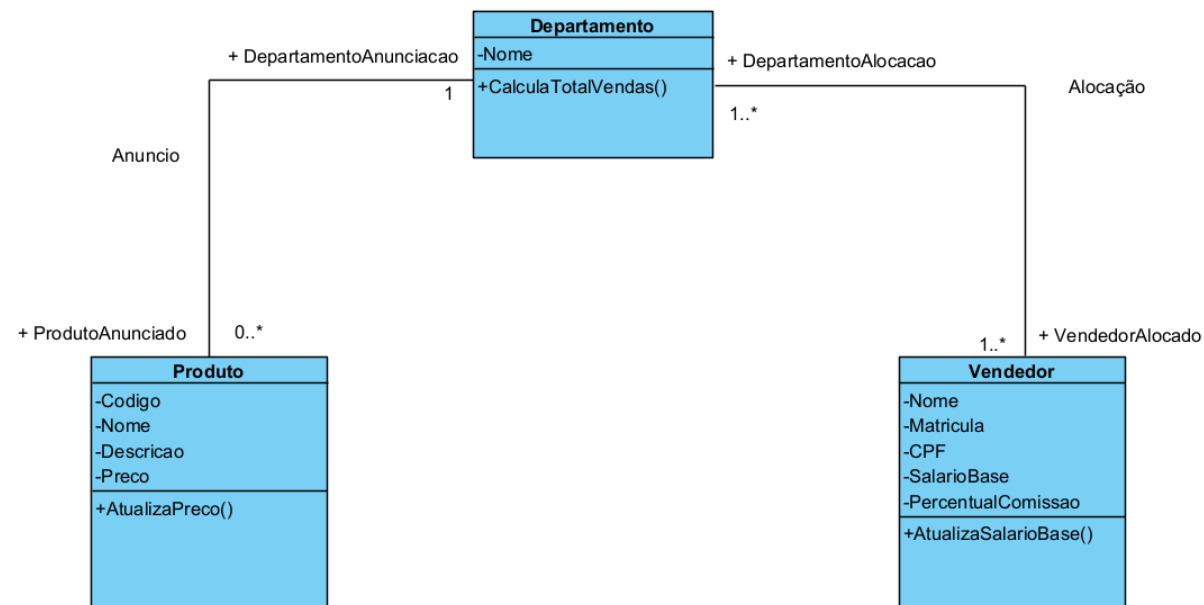 Departamento
-Nome
+CalculaTotalVendas()
+ DepartamentoAnunciacao
1
+ DepartamentoAlocacao
1..*
Alocação
Anuncio
+ ProdutoAnunciado
0..*
1..*
+ VendedorAlocado
Produto
-Codigo
-Nome
-Descricao
-Preco
+AtualizaPreco()
Vendedor
-Nome
-Matricula
-CPF
-SalarioBase
-PercentualComissao
+AtualizaSalarioBase()